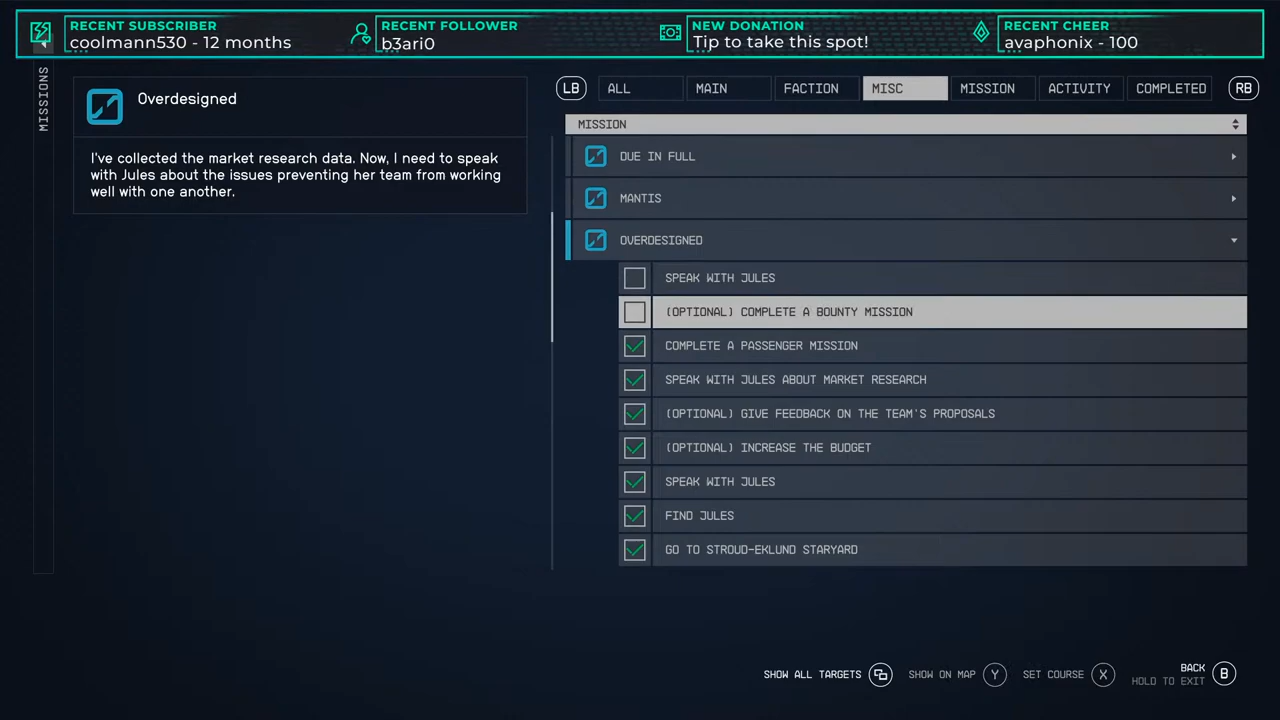 RECENT SUBSCRIBER
coolmann530 - 12 months
RECENT FOLLOWER
b3ari0
NEW DONATION
Tip to take this spot!
RECENT CHEER
avaphonix - 100
MISSIONS
Overdesigned
I've collected the market research data. Now, I need to speak
with Jules about the issues preventing her team from working
well with one another.
LB
ALL
MAIN
FACTION
MISC
MISSION
ACTIVITY
COMPLETED
RB
MISSION
DUE IN FULL
MANTIS
OVERDESIGNED
SPEAK WITH JULES
(OPTIONAL) COMPLETE A BOUNTY MISSION
COMPLETE A PASSENGER MISSION
SPEAK WITH JULES ABOUT MARKET RESEARCH
(OPTIONAL) GIVE FEEDBACK ON THE TEAM'S PROPOSALS
(OPTIONAL) INCREASE THE BUDGET
SPEAK WITH JULES
FIND JULES
GO TO STROUD-EKLUND STARYARD
SHOW ALL TARGETS
SHOW ON MAP Y
SET COURSE X
BACK B
HOLD TO EXIT